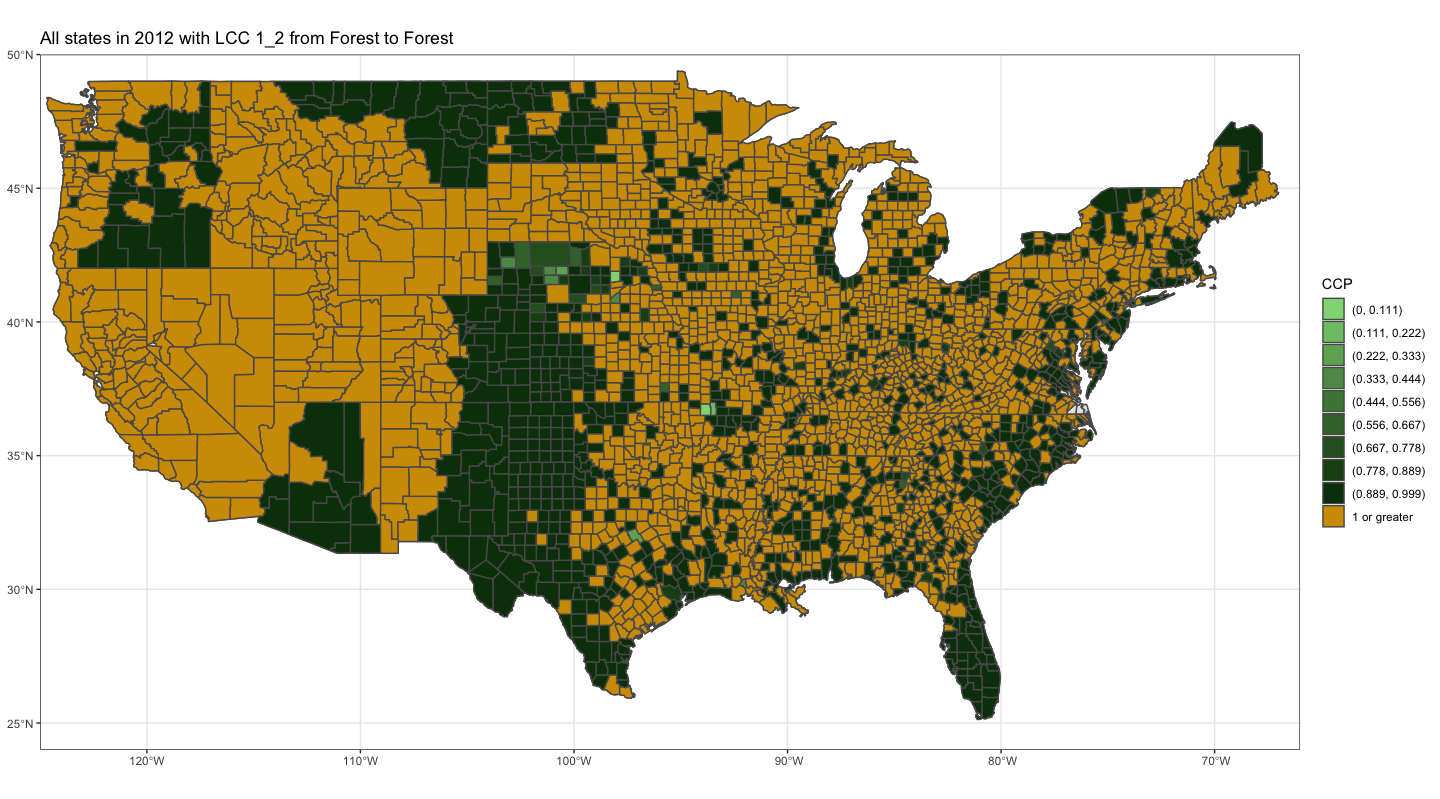 All states in 2012 with LCC 1_2 from Forest to Forest
50°N
45°N
40°N
35°N
30°N
25°N
120°W
110°W
100°W
90°W
80°W
70°W
CCP
(0, 0.111)
(0.111, 0.222)
(0.222, 0.333)
(0.333, 0.444)
(0.444, 0.556)
(0.556, 0.667)
(0.667, 0.778)
(0.778, 0.889)
(0.889, 0.999)
1 or greater